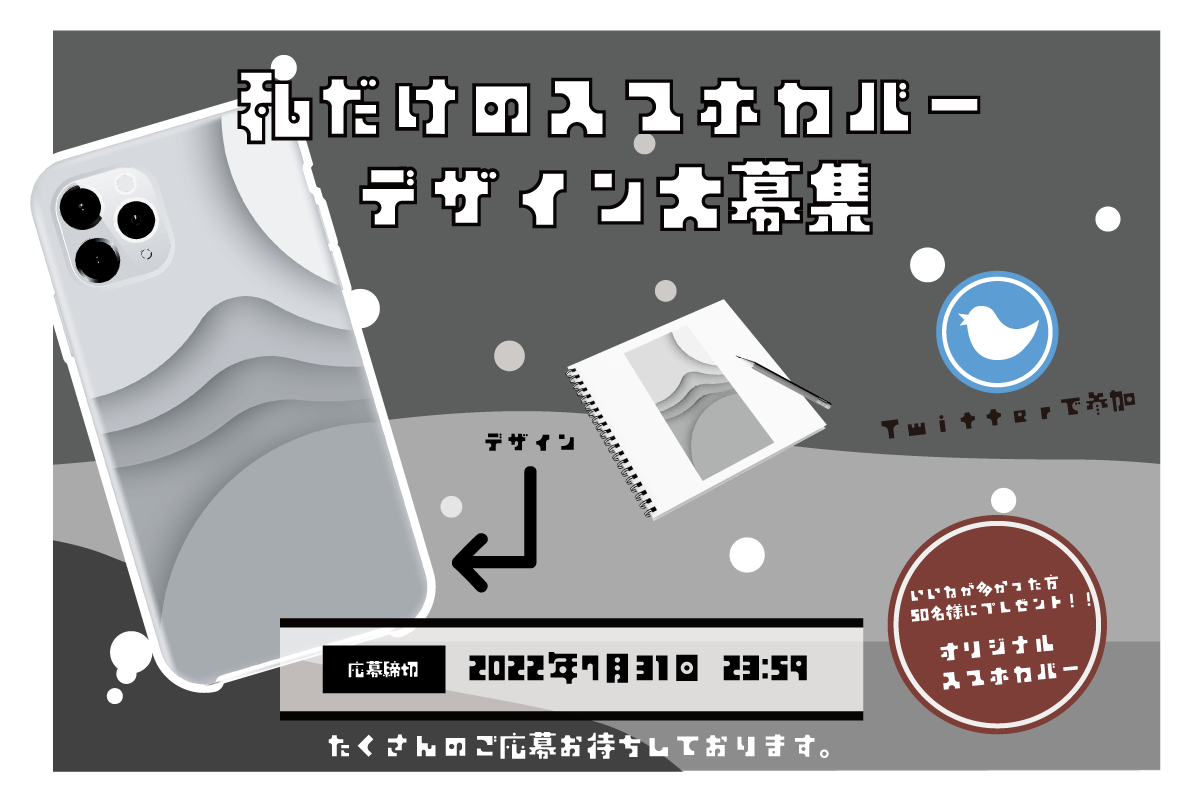 私だけのスマホカバー
デザイン大募集
デザイン
Twitterで参加
いいねが多かった方
50名様にプレゼント！！
オリジナル
スマホカバー
応募締切
2022年7月31日 23:59
たくさんのご応募お待ちしております。